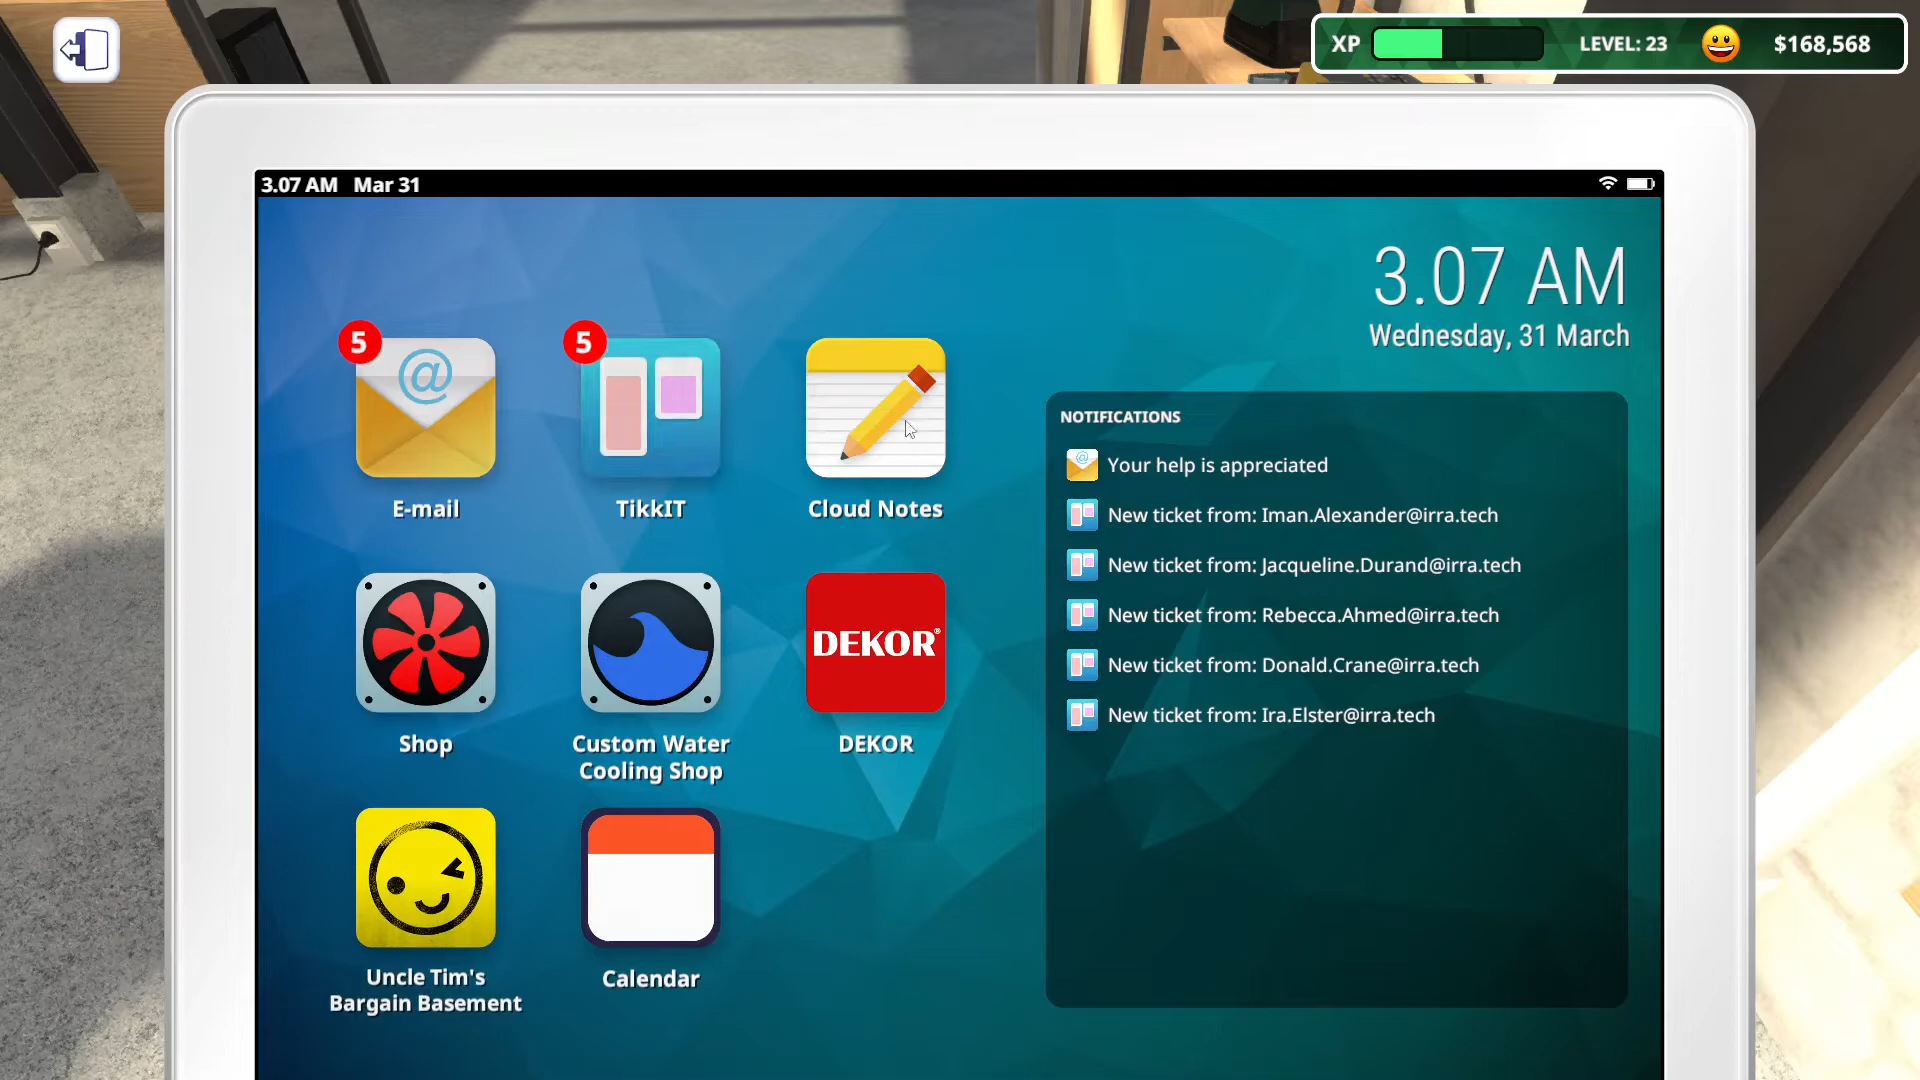 XP
LEVEL: 23
$168,568
3.07 AM Mar 31
3.07 AM
Wednesday, 31 March
5
@
E-mail
5
TikkIT
Cloud Notes
Shop
Custom Water
Cooling Shop
DEKOR®
DEKOR
Uncle Tim's
Bargain Basement
Calendar
NOTIFICATIONS
@ Your help is appreciated
New ticket from: Iman.Alexander@irra.tech
New ticket from: Jacqueline.Durand@irra.tech
New ticket from: Rebecca.Ahmed@irra.tech
New ticket from: Donald.Crane@irra.tech
New ticket from: Ira.Elster@irra.tech